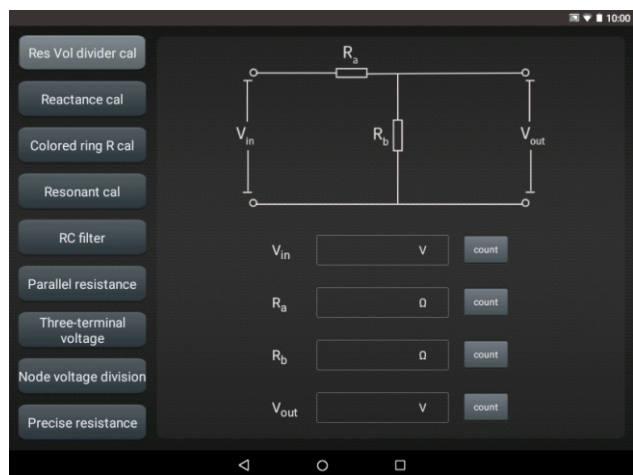 10:00
Res Vol divider cal
Reactance cal
Colored ring R cal
Resonant cal
RC filter
Parallel resistance
Three-terminal
voltage
Node voltage division
Precise resistance
Ra
Vin
Rb
Vout
Vin V count
Ra Ω count
Rb Ω count
Vout V count